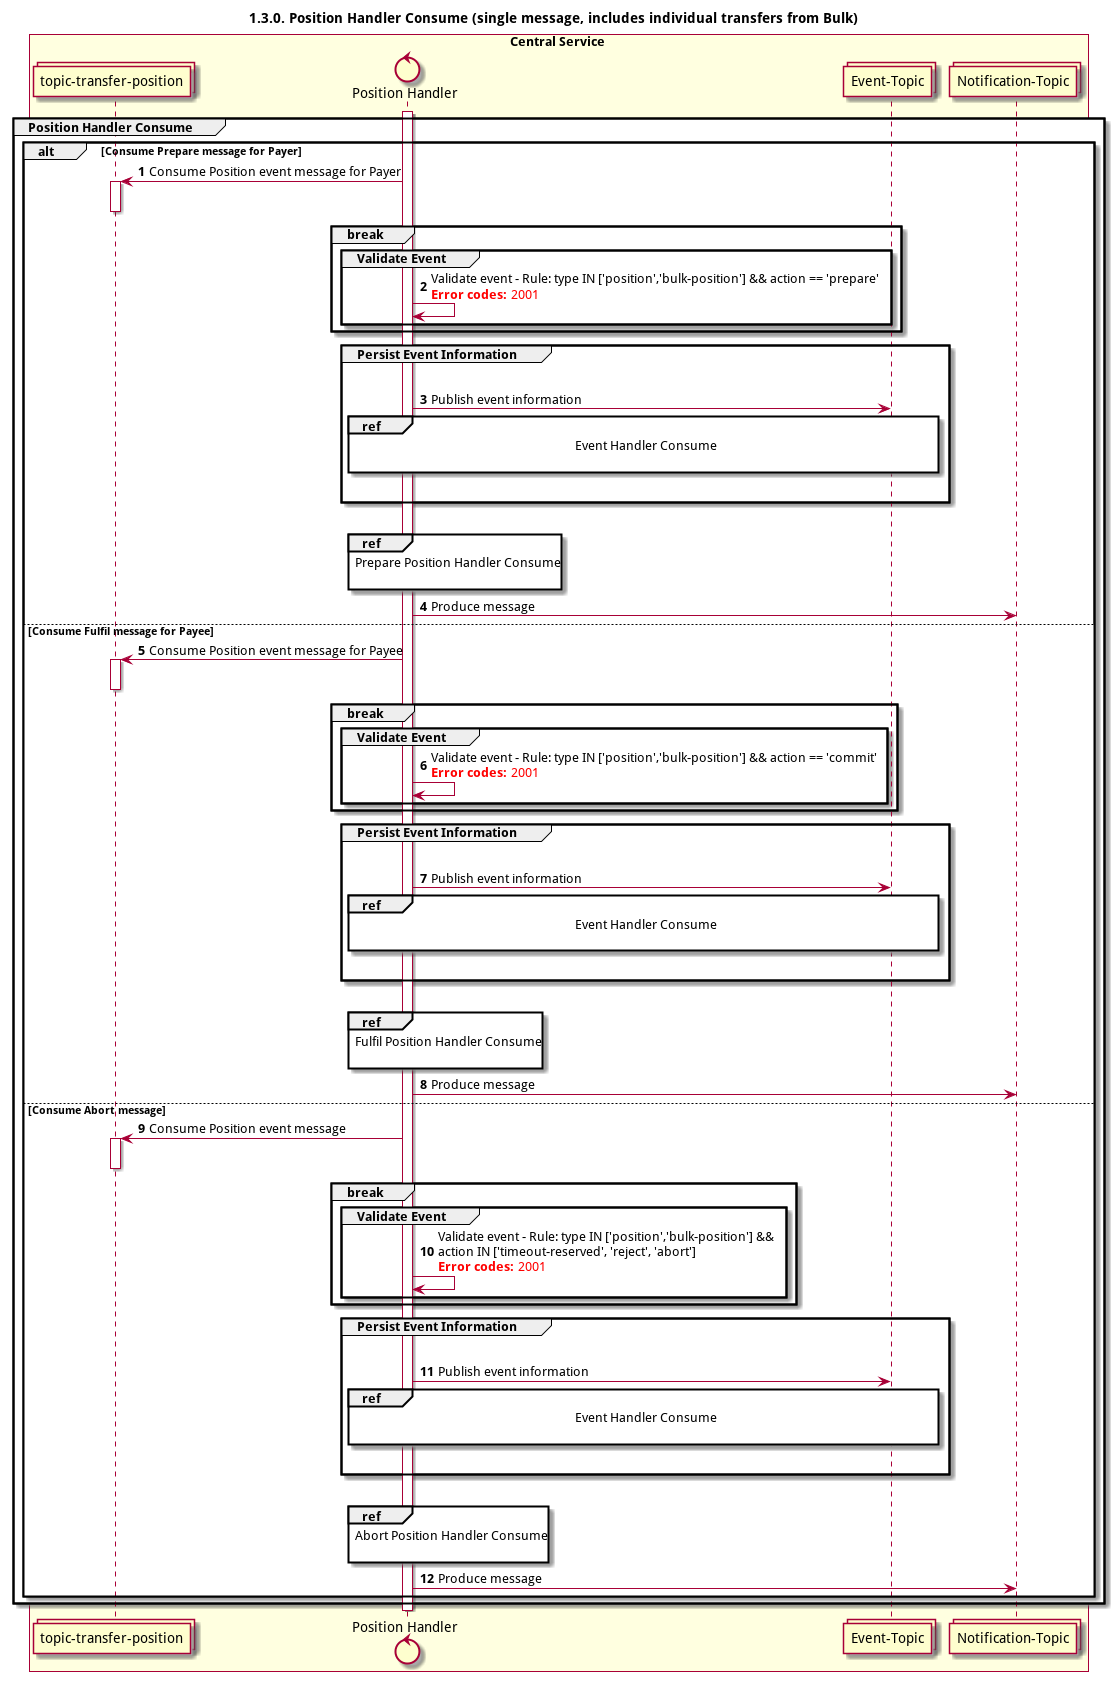 1.3.0. Position Handler Consume (single message, includes individual transfers from Bulk)
Central Service
topic-transfer-position
Position Handler
Event-Topic
Notification-Topic
Position Handler Consume
alt [Consume Prepare message for Payer]
1 Consume Position event message for Payer
break
Validate Event
2 Validate event - Rule: type IN ['position','bulk-position'] && action == 'prepare'
Error codes: 2001
Persist Event Information
3 Publish event information
ref
Event Handler Consume
ref
Prepare Position Handler Consume
4 Produce message
[Consume Fulfil message for Payee]
5 Consume Position event message for Payee
break
Validate Event
6 Validate event - Rule: type IN ['position','bulk-position'] && action == 'commit'
Error codes: 2001
Persist Event Information
7 Publish event information
ref
Event Handler Consume
ref
Fulfil Position Handler Consume
8 Produce message
[Consume Abort message]
9 Consume Position event message
break
Validate Event
Validate event - Rule: type IN ['position','bulk-position'] &&
10 action IN ['timeout-reserved', 'reject', 'abort']
Error codes: 2001
Persist Event Information
11 Publish event information
ref
Event Handler Consume
ref
Abort Position Handler Consume
12 Produce message
topic-transfer-position
Position Handler
Event-Topic
Notification-Topic